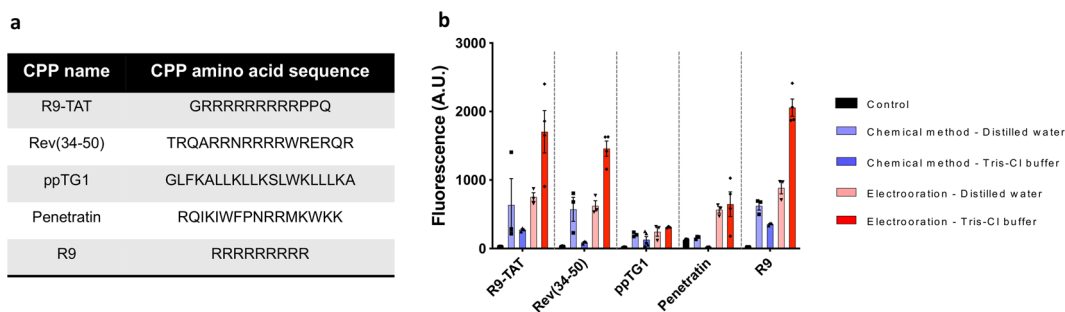 a
CPP name CPP amino acid sequence
R9-TAT GRRRRRRRRRPPQ
Rev(34-50) TRQARRNRRRRWRERQR
ppTG1 GLFKALLKLLKSLWKLLLKA
Penetratin RQIKIWFPNRRMKWKK
R9 RRRRRRRRR
b
Fluorescence (A.U.)
3000
2000
1000
0
R9-TAT
Rev(34-50)
ppTG1
Penetratin
R9
Control
Chemical method - Distilled water
Chemical method - Tris-Cl buffer
Electrooration - Distilled water
Electrooration - Tris-Cl buffer